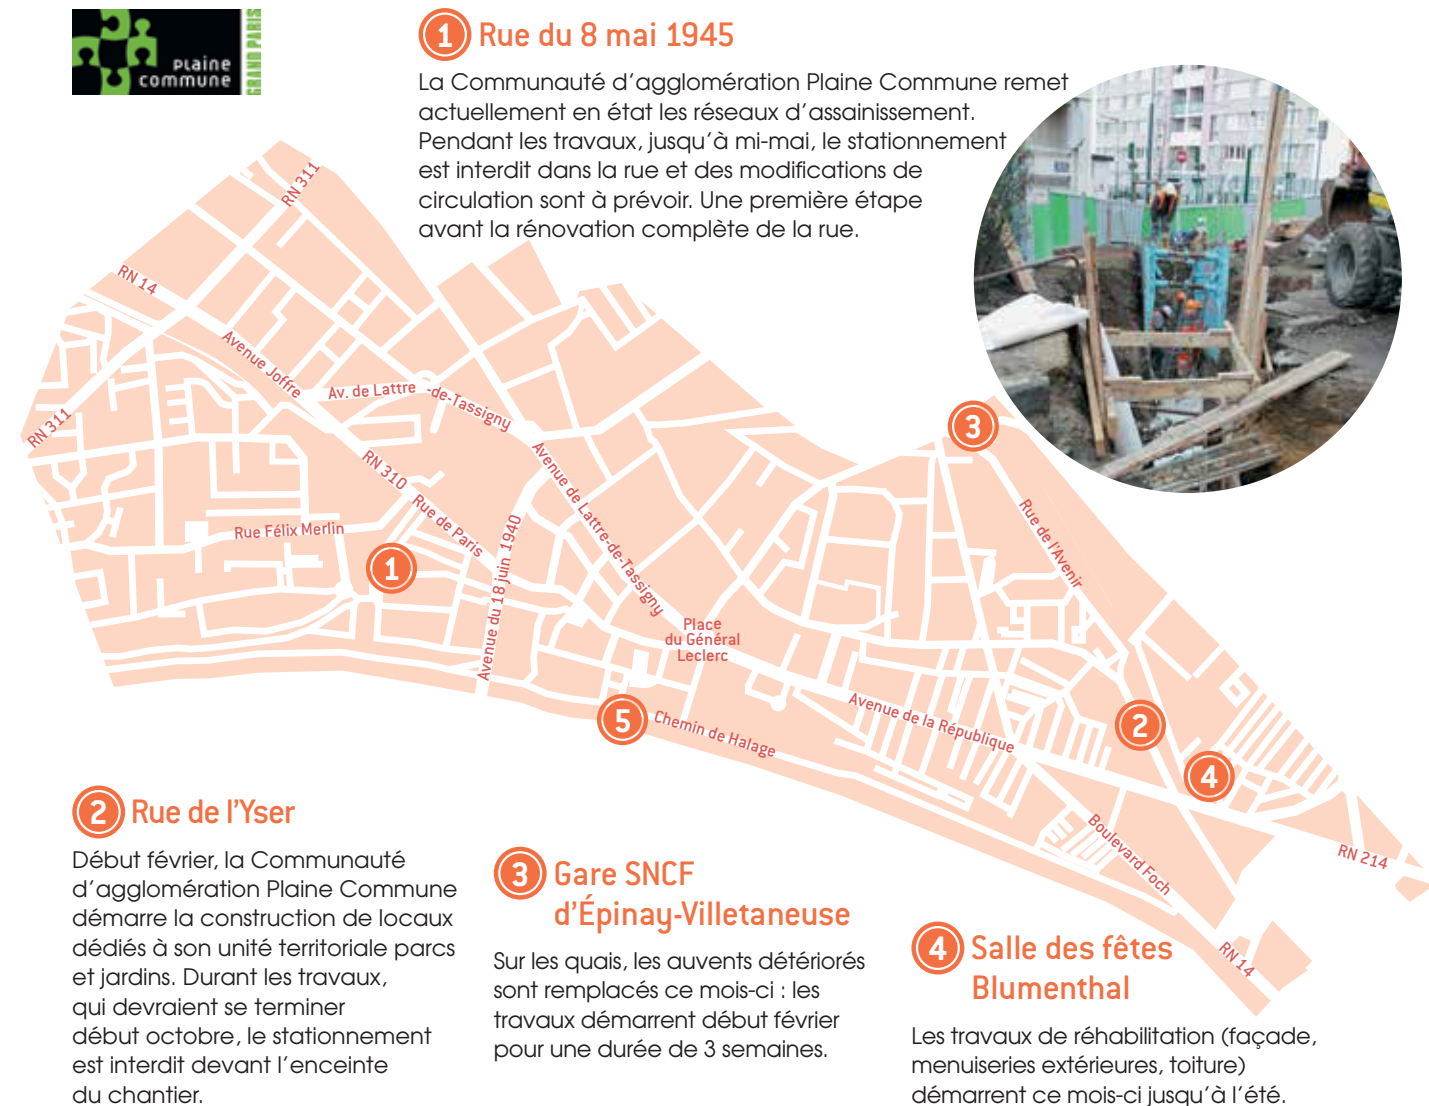 PLaine
commune
GRAND PARIS
1 Rue du 8 mai 1945
La Communauté d’agglomération Plaine Commune remet
actuellement en état les réseaux d’assainissement.
Pendant les travaux, jusqu’à mi-mai, le stationnement
est interdit dans la rue et des modifications de
circulation sont à prévoir. Une première étape
avant la rénovation complète de la rue.
RN 311
RN 14
Avenue Joffre
Av. de Lattre -de-Tassigny
RN 311
RN 310
Rue de Paris
Avenue de Lattre-de-Tassigny
3
Rue de l’Avenir
Rue Félix Merlin
1
Avenue du 18 juin 1940
Place
du Général
Leclerc
5
Chemin de Halage
Avenue de la République
2
4
Boulevard Foch
RN 214
RN 14
2 Rue de l’Yser
Début février, la Communauté
d’agglomération Plaine Commune
démarre la construction de locaux
dédiés à son unité territoriale parcs
et jardins. Durant les travaux,
qui devraient se terminer
début octobre, le stationnement
est interdit devant l’enceinte
du chantier.
3 Gare SNCF
d’Épinay-Villetaneuse
Sur les quais, les auvents détériorés
sont remplacés ce mois-ci : les
travaux démarrent début février
pour une durée de 3 semaines.
4 Salle des fêtes
Blumenthal
Les travaux de réhabilitation (façade,
menuiseries extérieures, toiture)
démarrent ce mois-ci jusqu’à l’été.